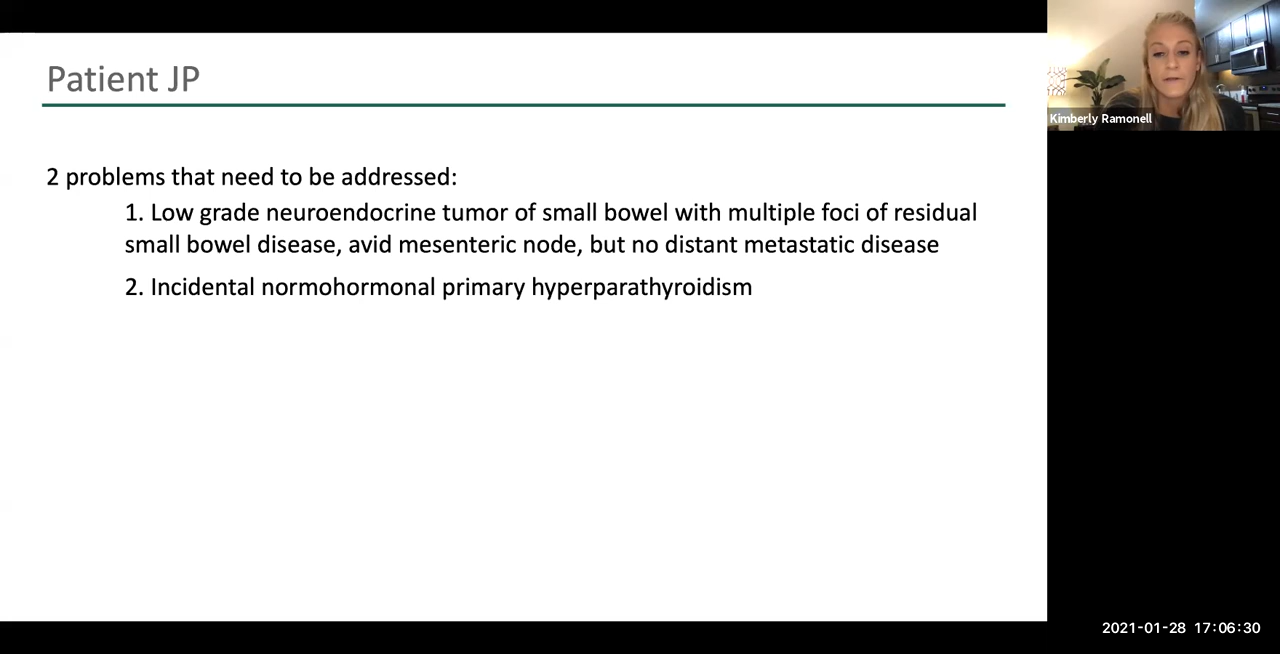 Patient JP
Kimberly Ramonell
2 problems that need to be addressed:
1. Low grade neuroendocrine tumor of small bowel with multiple foci of residual
small bowel disease, avid mesenteric node, but no distant metastatic disease
2. Incidental normohormonal primary hyperparathyroidism
2021-01-28 17:06:30